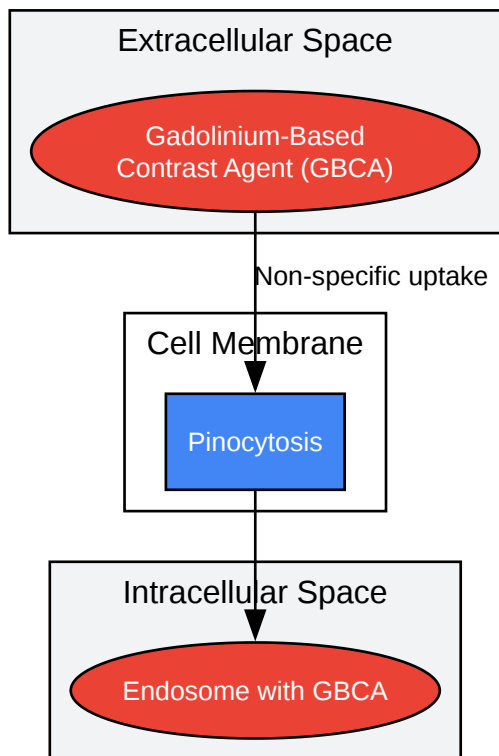 Extracellular Space
Gadolinium-Based
Contrast Agent (GBCA)
Non-specific uptake
Cell Membrane
Pinocytosis
Intracellular Space
Endosome with GBCA